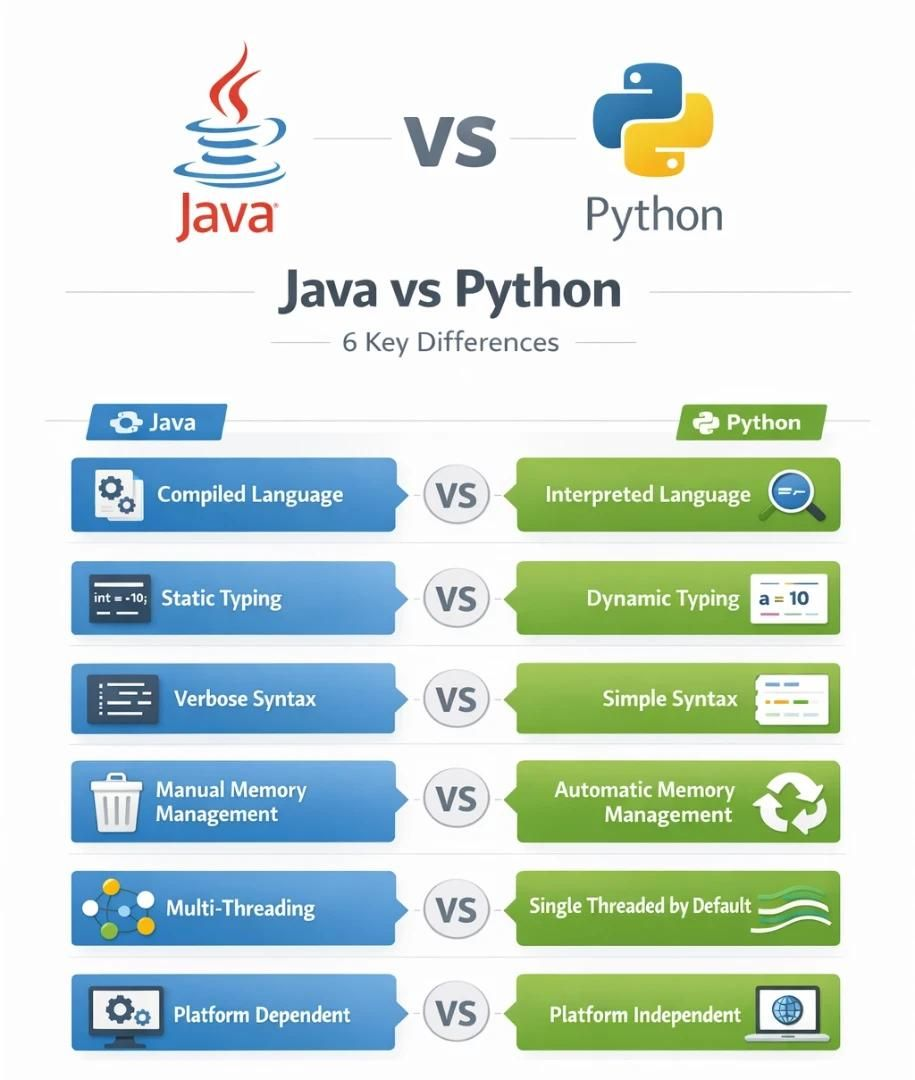 VS
Java
Python
Java vs Python
6 Key Differences
Java
Python
Compiled Language
VS
Interpreted Language
int = -10;
Static Typing
VS
Dynamic Typing
a = 10
Verbose Syntax
VS
Simple Syntax
Manual Memory
Management
VS
Automatic Memory
Management
Multi-Threading
VS
Single Threaded by Default
Platform Dependent
VS
Platform Independent